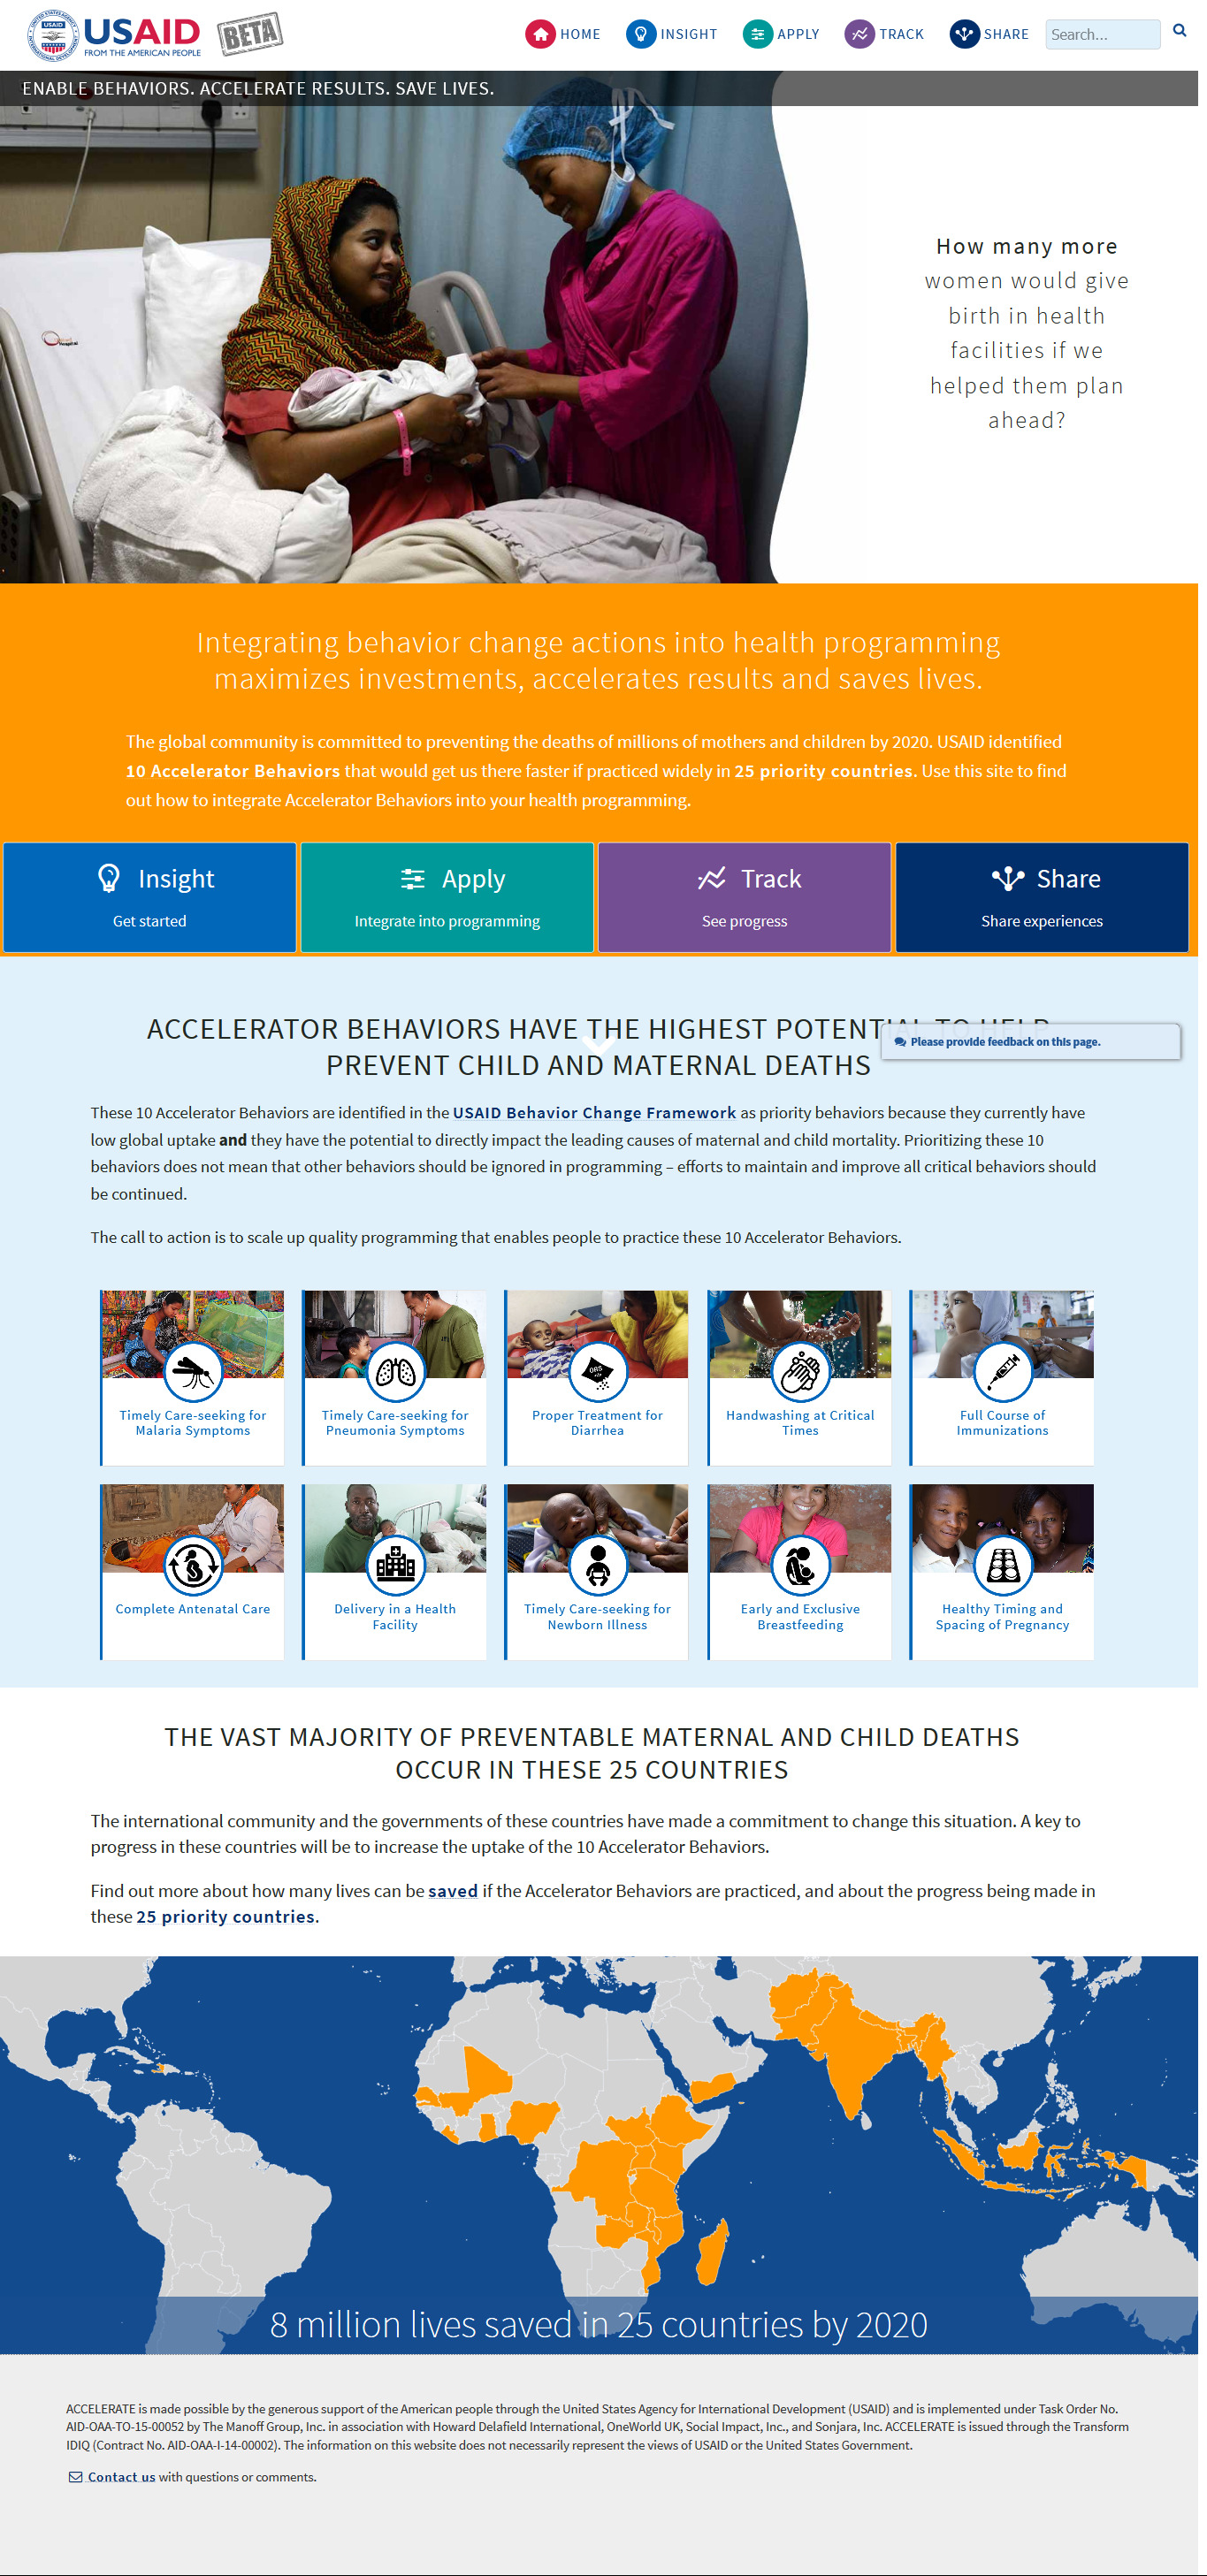 USAID
FROM THE AMERICAN PEOPLE
BETA
HOME
INSIGHT
APPLY
TRACK
SHARE
Search...
ENABLE BEHAVIORS. ACCELERATE RESULTS. SAVE LIVES.
How many more
women would give
birth in health
facilities if we
helped them plan
ahead?
Integrating behavior change actions into health programming
maximizes investments, accelerates results and saves lives.
The global community is committed to preventing the deaths of millions of mothers and children by 2020. USAID identified
10 Accelerator Behaviors that would get us there faster if practiced widely in 25 priority countries. Use this site to find
out how to integrate Accelerator Behaviors into your health programming.
Insight
Get started
Apply
Integrate into programming
Track
See progress
Share
Share experiences
ACCELERATOR BEHAVIORS HAVE THE HIGHEST POTENTIAL TO HELP
PREVENT CHILD AND MATERNAL DEATHS
Please provide feedback on this page.
These 10 Accelerator Behaviors are identified in the USAID Behavior Change Framework as priority behaviors because they currently have
low global uptake and they have the potential to directly impact the leading causes of maternal and child mortality. Prioritizing these 10
behaviors does not mean that other behaviors should be ignored in programming – efforts to maintain and improve all critical behaviors should
be continued.
The call to action is to scale up quality programming that enables people to practice these 10 Accelerator Behaviors.
Timely Care-seeking for
Malaria Symptoms
Timely Care-seeking for
Pneumonia Symptoms
ORS
Proper Treatment for
Diarrhea
Handwashing at Critical
Times
Full Course of
Immunizations
Complete Antenatal Care
Delivery in a Health
Facility
Timely Care-seeking for
Newborn Illness
Early and Exclusive
Breastfeeding
Healthy Timing and
Spacing of Pregnancy
THE VAST MAJORITY OF PREVENTABLE MATERNAL AND CHILD DEATHS
OCCUR IN THESE 25 COUNTRIES
The international community and the governments of these countries have made a commitment to change this situation. A key to
progress in these countries will be to increase the uptake of the 10 Accelerator Behaviors.
Find out more about how many lives can be saved if the Accelerator Behaviors are practiced, and about the progress being made in
these 25 priority countries.
8 million lives saved in 25 countries by 2020
ACCELERATE is made possible by the generous support of the American people through the United States Agency for International Development (USAID) and is implemented under Task Order No.
AID-OAA-TO-15-00052 by The Manoff Group, Inc. in association with Howard Delafield International, OneWorld UK, Social Impact, Inc., and Sonjara, Inc. ACCELERATE is issued through the Transform
IDIQ (Contract No. AID-OAA-I-14-00002). The information on this website does not necessarily represent the views of USAID or the United States Government.
Contact us with questions or comments.